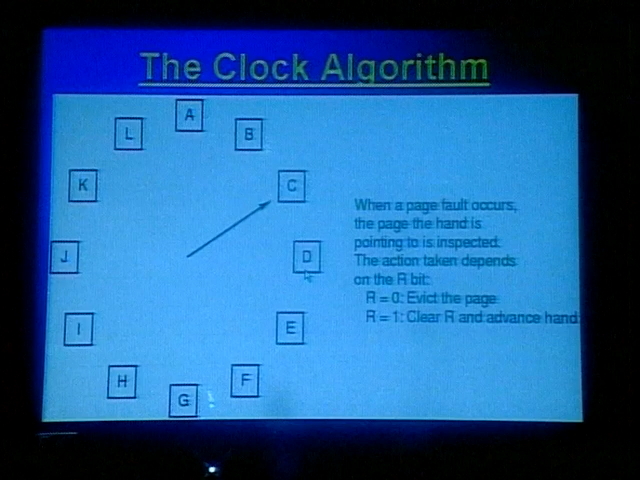 The Clock Algorithm
A
L
B
K
C
When a page fault occurs,
the page the hand is
pointing to is inspected.
The action taken depends
on the R bit:
R = 0: Evict the page
R = 1: Clear R and advance hand
J
D
I
E
H
F
G